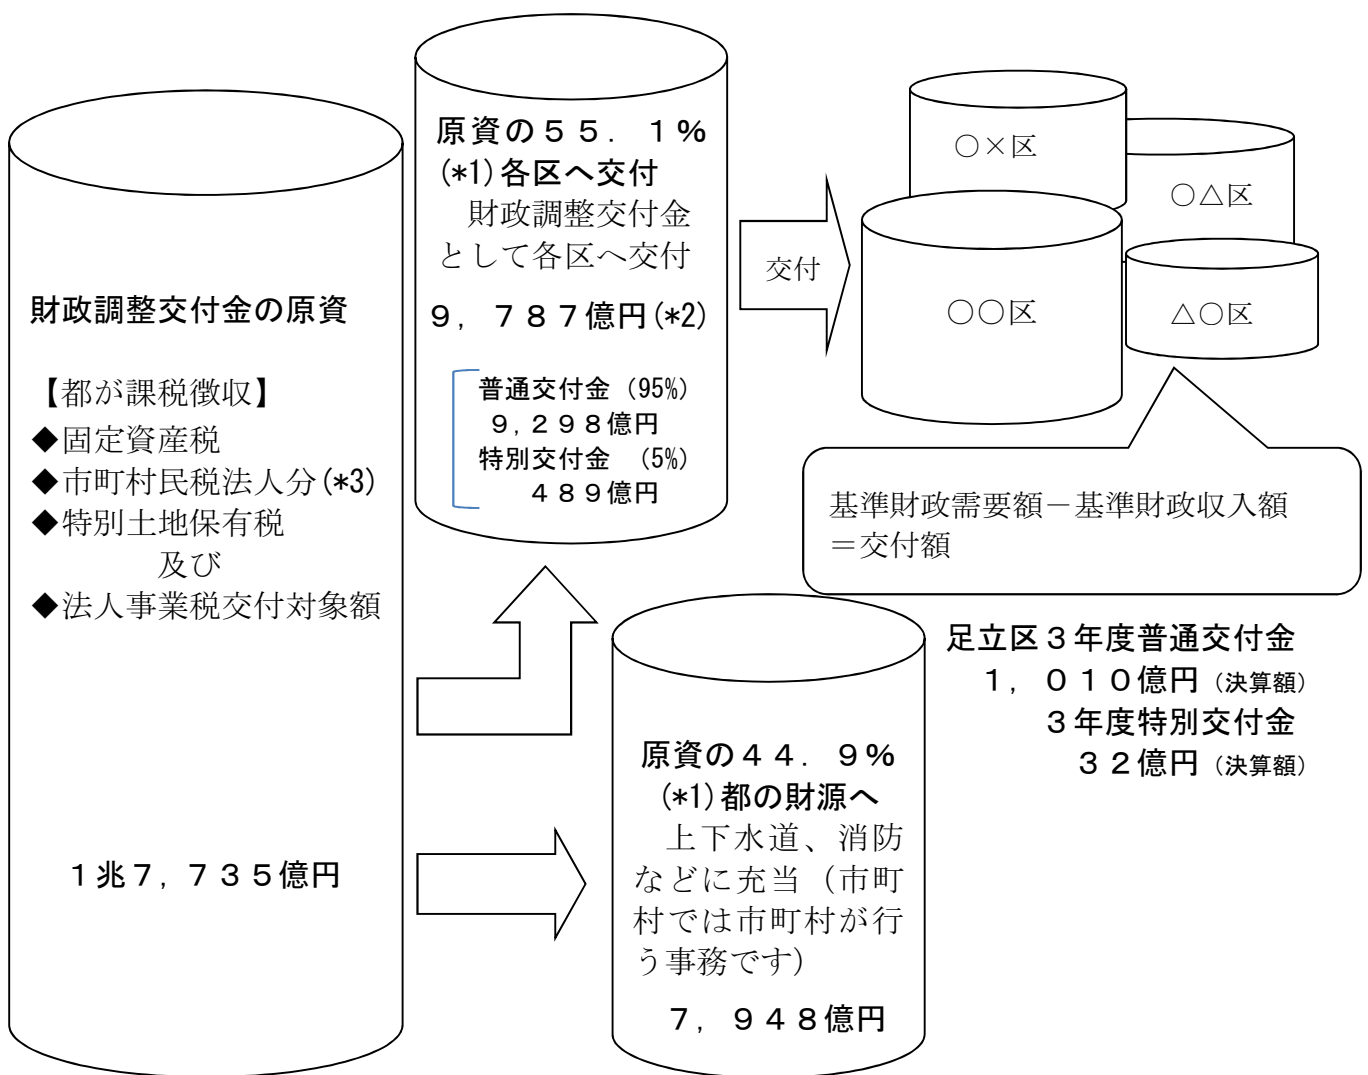 財政調整交付金の原資
【都が課税徴収】
◆固定資産税
◆市町村民税法人分(*3)
◆特別土地保有税
及び
◆法人事業税交付対象額
１兆７，７３５億円
原資の５５．１％
(*1)各区へ交付
財政調整交付金
として各区へ交付
９，７８７億円(*2)
普通交付金（95%）
９，２９８億円
特別交付金 （5%）
４８９億円
交付
○×区
○△区
○○区
△○区
基準財政需要額－基準財政収入額
＝交付額
原資の４４．９％
(*1)都の財源へ
上下水道、消防
などに充当（市町
村では市町村が行
う事務です）
７，９４８億円
足立区３年度普通交付金
１，０１０億円（決算額）
３年度特別交付金
３２億円（決算額）